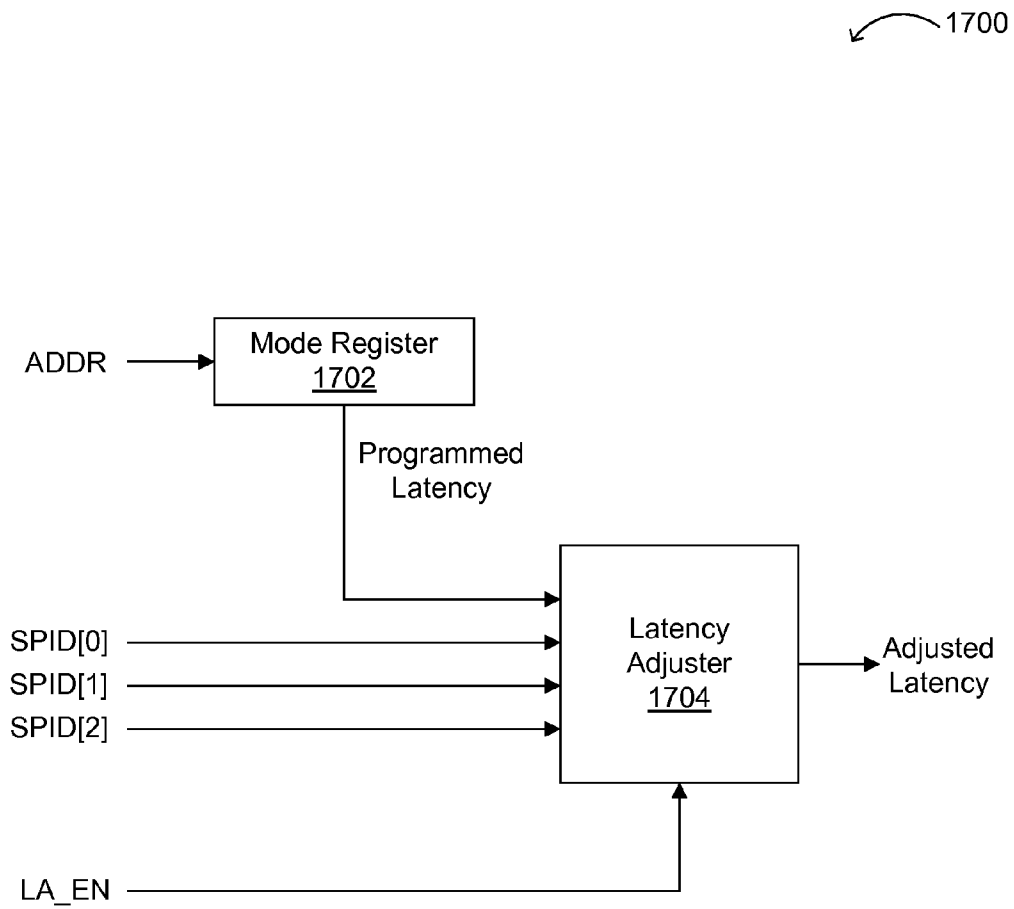 1700
ADDR
Mode Register
1702
Programmed
Latency
SPID[0]
SPID[1]
SPID[2]
Latency
Adjuster
1704
Adjusted
Latency
LA_EN